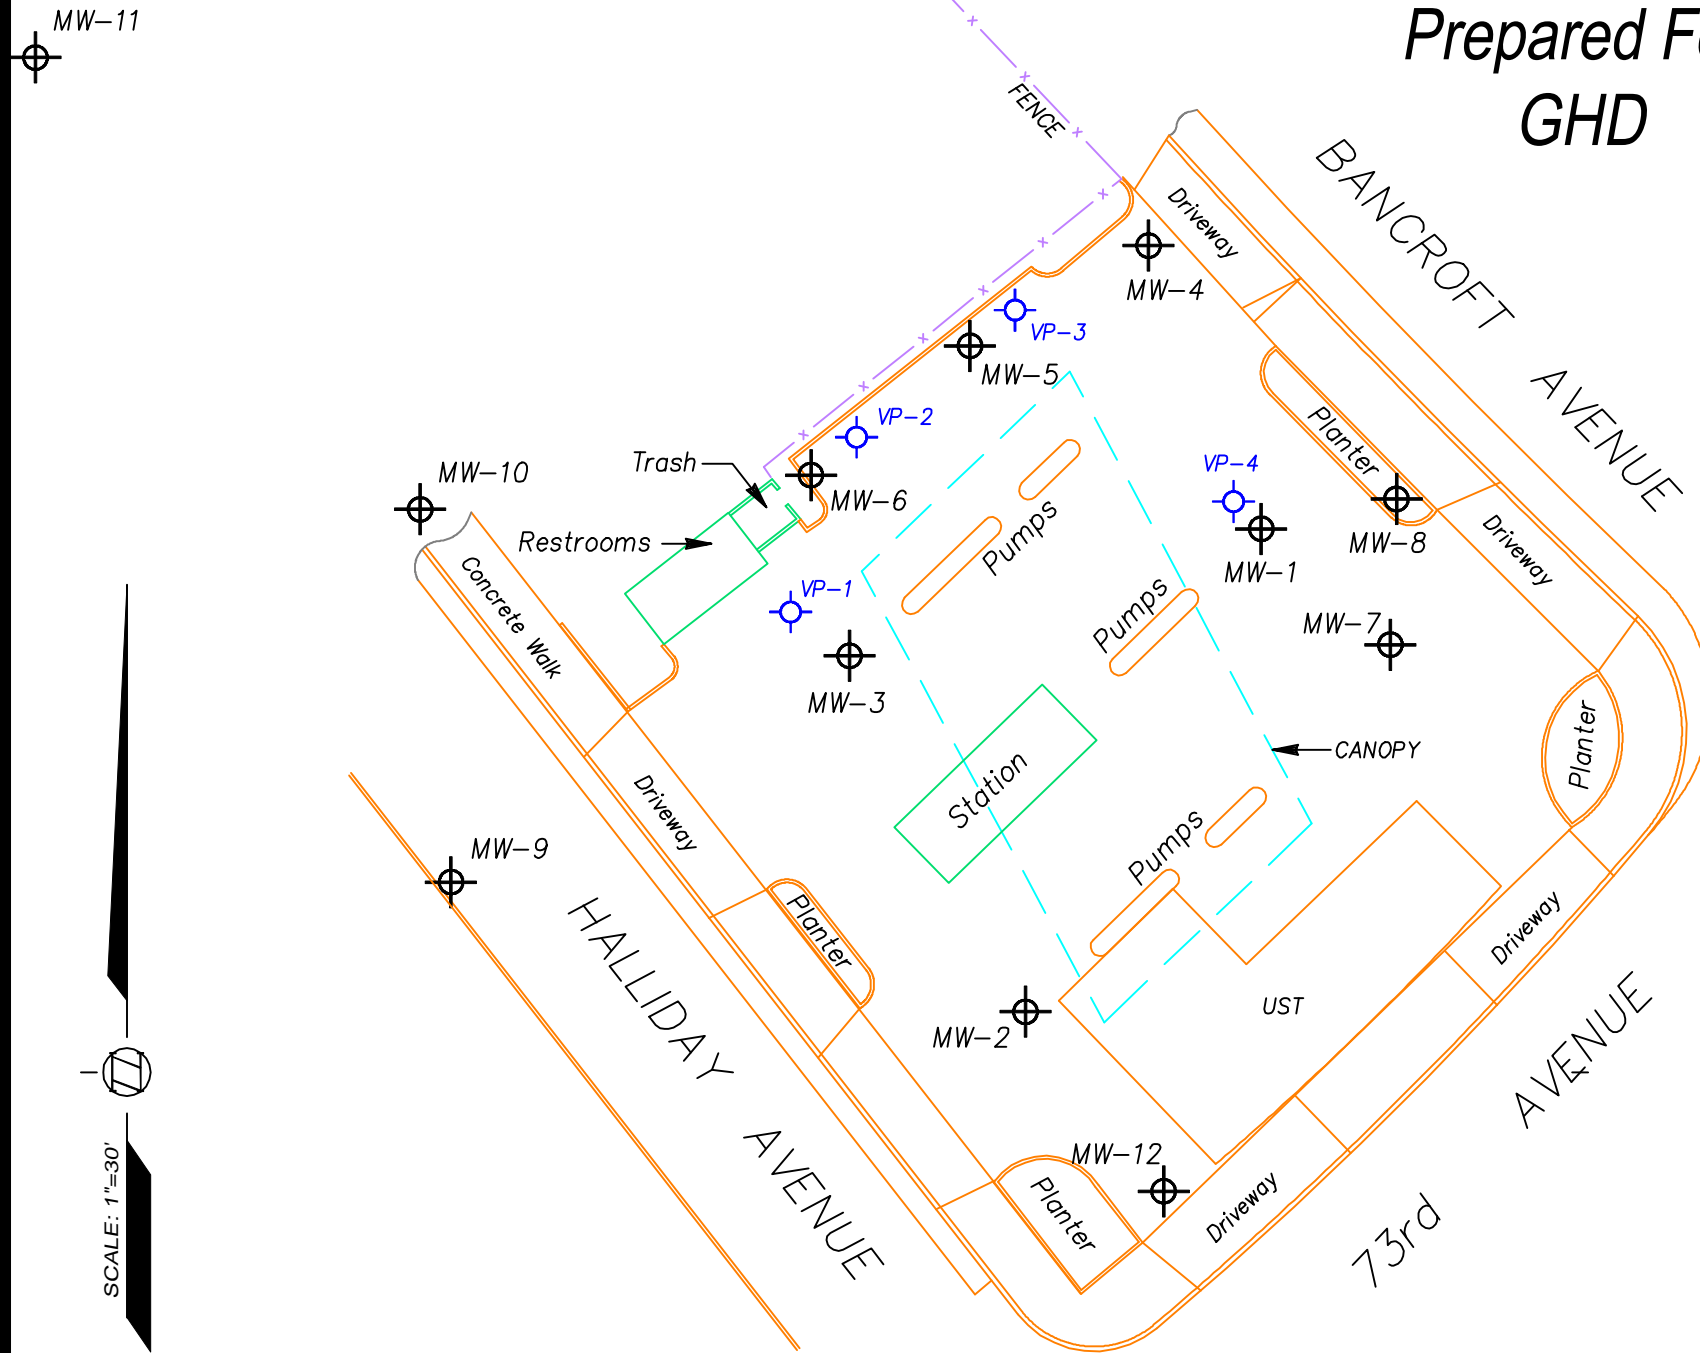 MW-11
Prepared
GHD
FENCE
BANCROFT AVENUE
Driveway
MW-4
VP-3
MW-5
VP-2
Planter
Trash
MW-10
MW-6
VP-4
Pumps
Restrooms
MW-1
MW-8
Driveway
Concrete Walk
VP-1
Pumps
MW-7
MW-3
Planter
CANOPY
Station
Driveway
MW-9
Pumps
Planter
Driveway
HALLIDAY AVENUE
UST
MW-2
73rd AVENUE
MW-12
Planter
Driveway
SCALE: 1"=30'